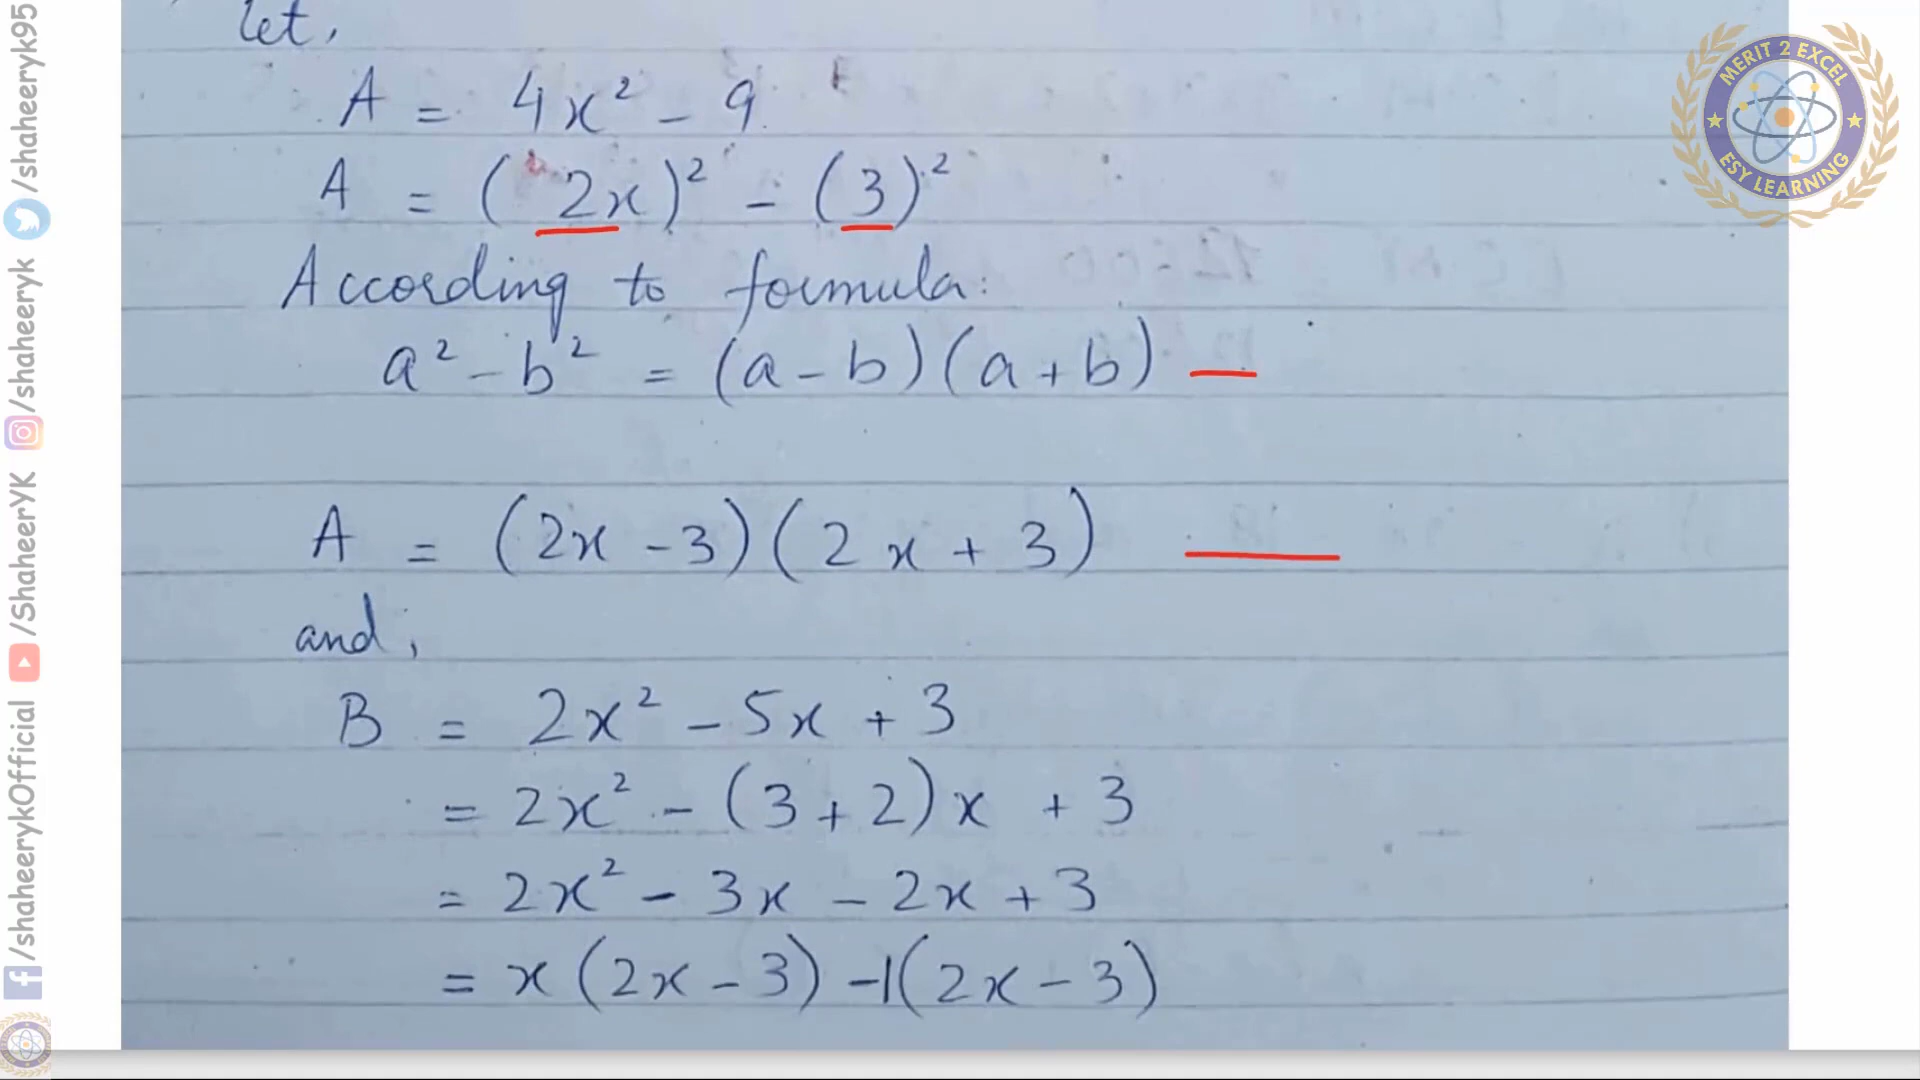 let,
A = 4x² - 9
A = (2x)² - (3)²
According to formula:
a² - b² = (a - b)(a + b)
A = (2x - 3)(2x + 3)
and,
B = 2x² - 5x + 3
= 2x² - (3 + 2)x + 3
= 2x² - 3x - 2x + 3
= x(2x - 3) -1(2x - 3)
MERIT 2 EXCEL
ESY LEARNING
/shaheerykOfficial
/ShaheerYK
/shaheeryk
/shaheeryk95